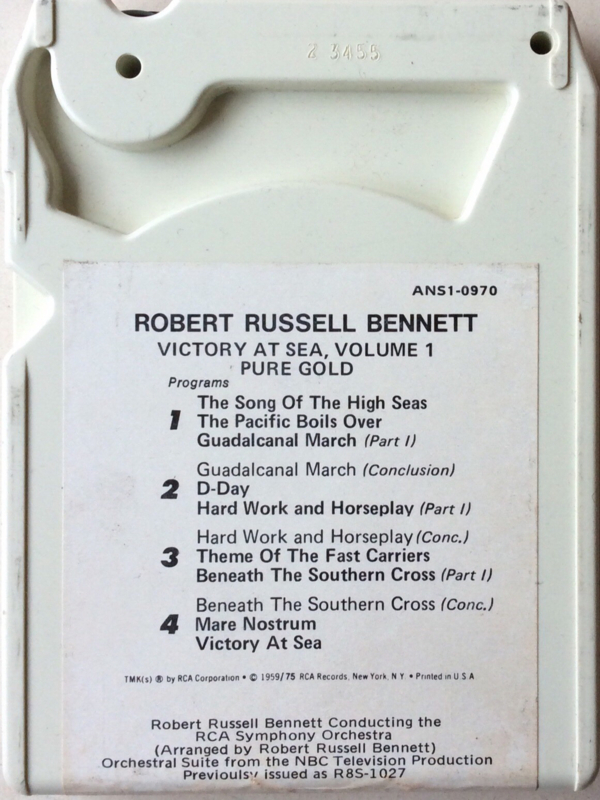 2 3455
ANS1-0970
ROBERT RUSSELL BENNETT
VICTORY AT SEA, VOLUME 1
PURE GOLD
Programs
1 The Song Of The High Seas
The Pacific Boils Over
Guadalcanal March (Part I)
Guadalcanal March (Conclusion)
2 D-Day
Hard Work and Horseplay (Part I)
Hard Work and Horseplay (Conc.)
3 Theme Of The Fast Carriers
Beneath The Southern Cross (Part I)
Beneath The Southern Cross (Conc.)
4 Mare Nostrum
Victory At Sea
TMK(s) ® by RCA Corporation • © 1959/75 RCA Records, New York, N Y • Printed in U S A
Robert Russell Bennett Conducting the
RCA Symphony Orchestra
(Arranged by Robert Russell Bennett)
Orchestral Suite from the NBC Television Production
Previously issued as R8S-1027